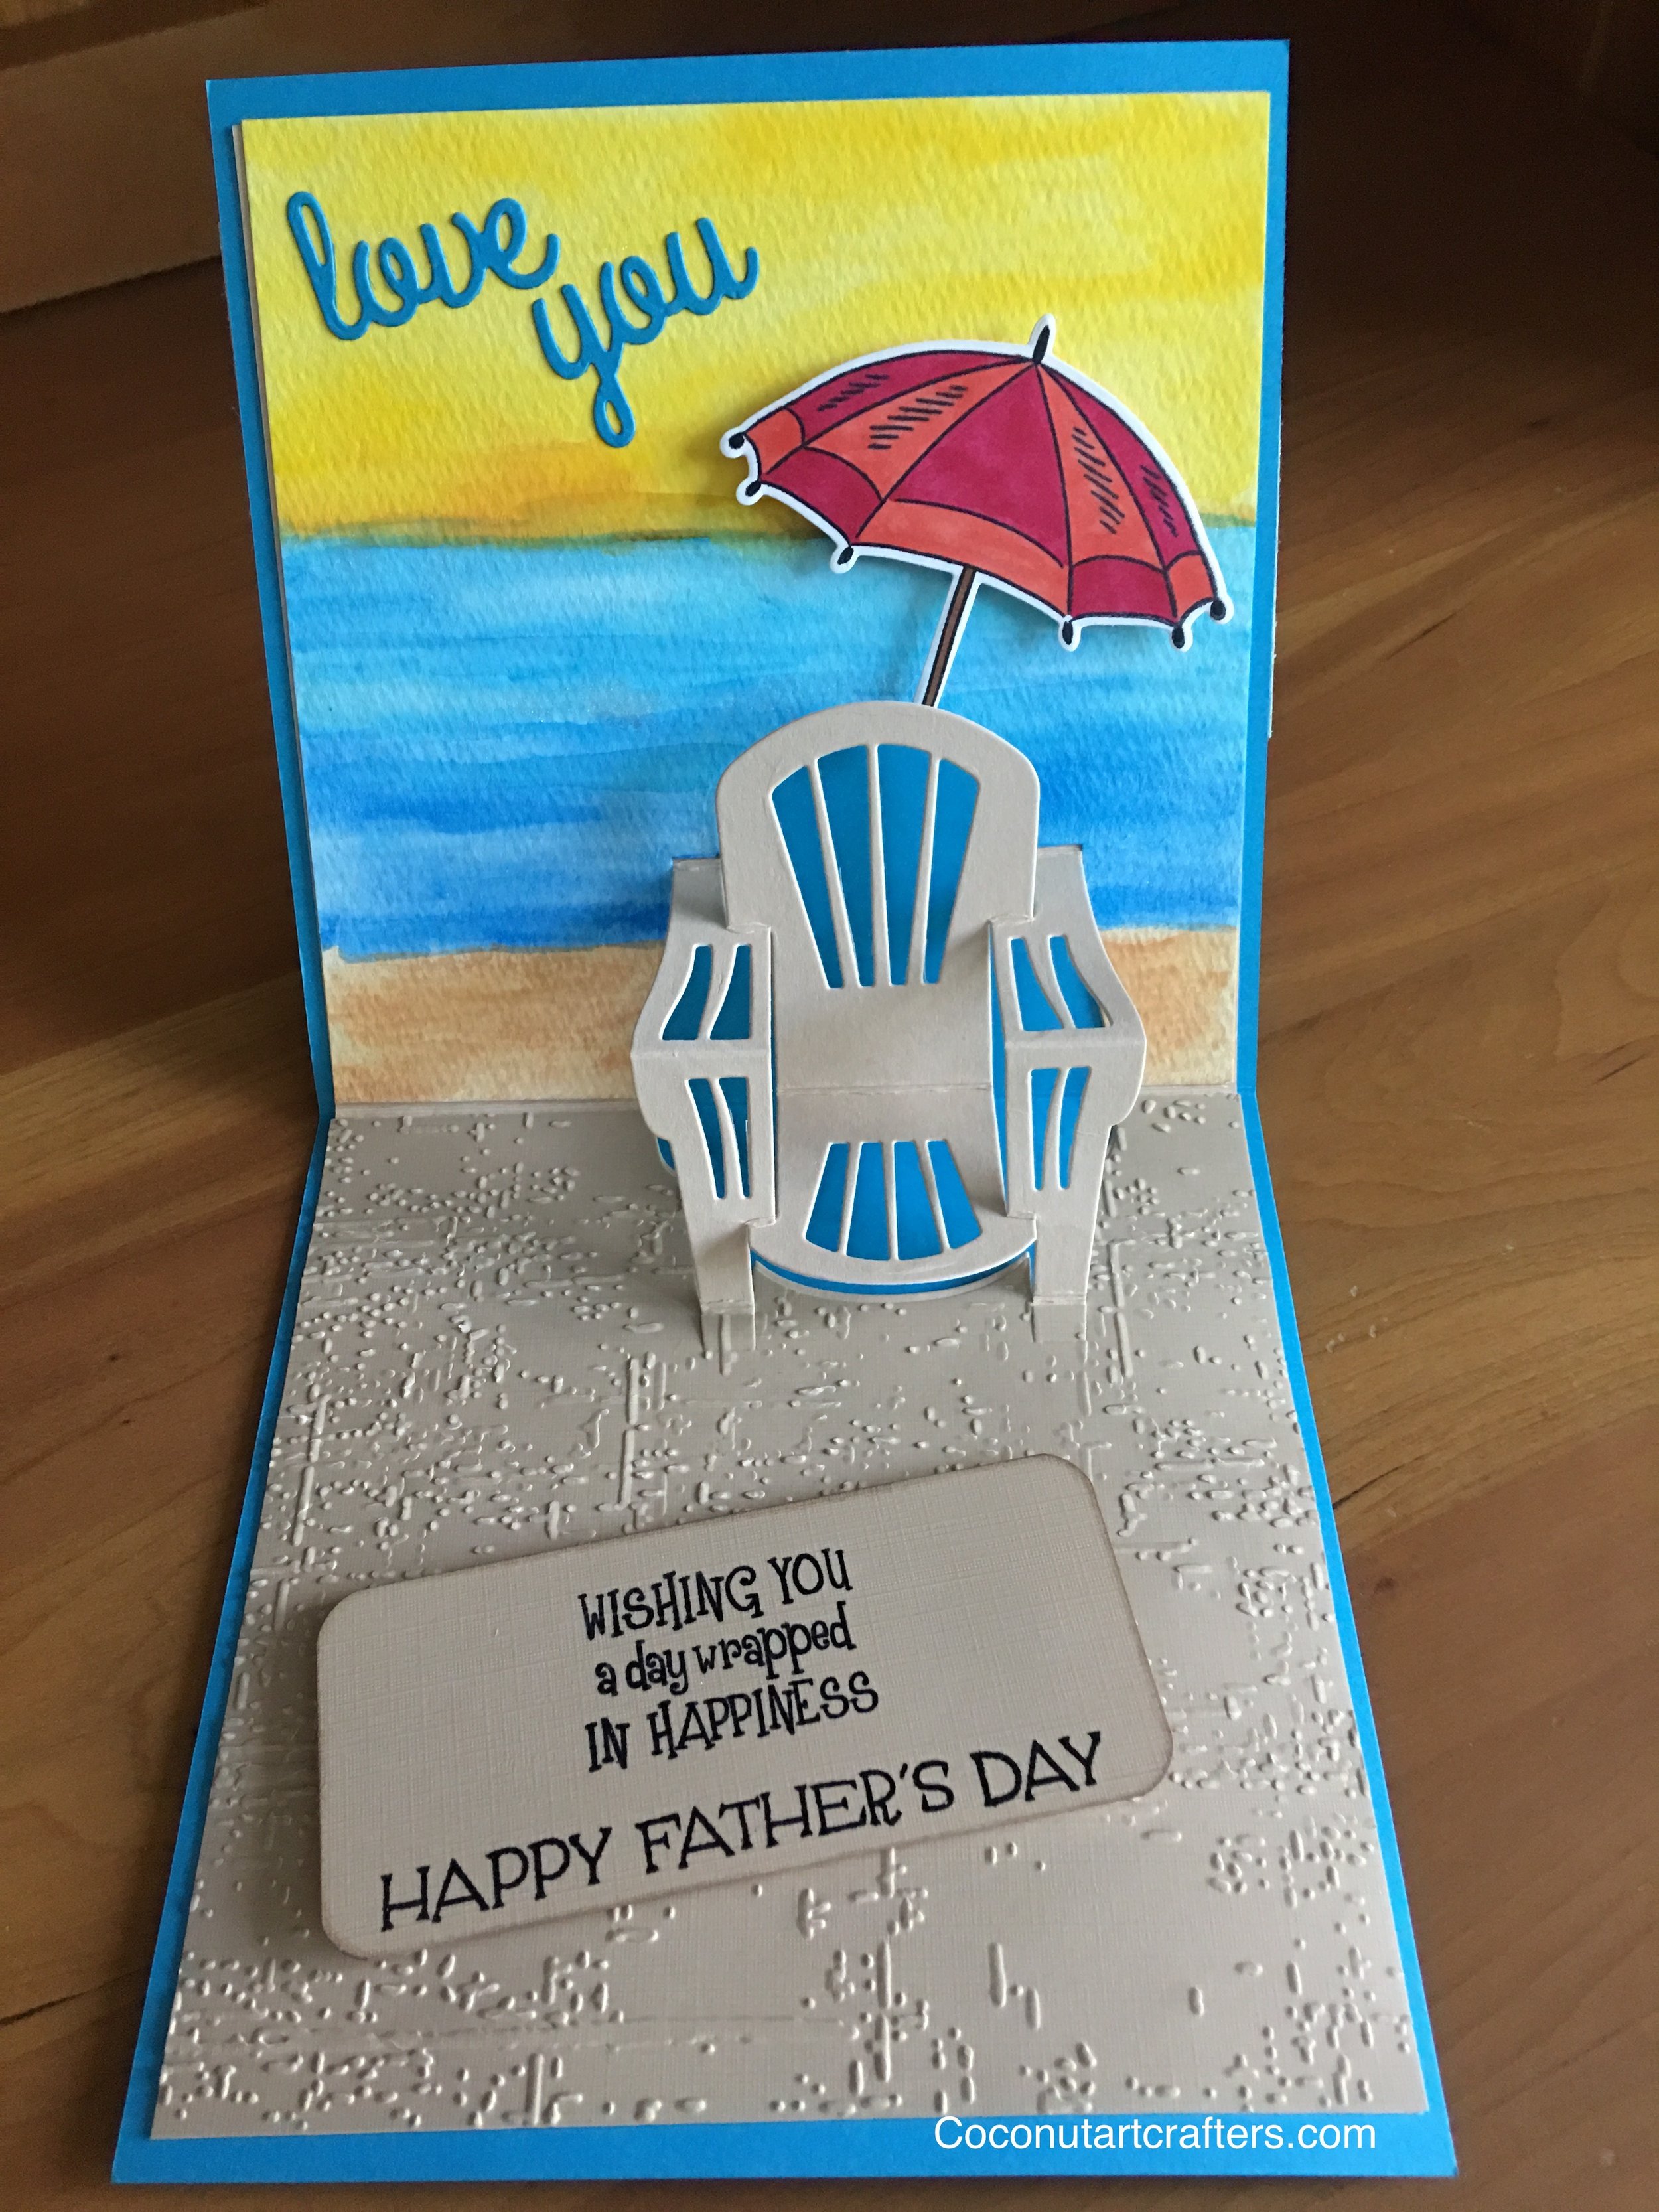 love
you
WISHING YOU
a day wrapped
IN HAPPINESS
HAPPY FATHER'S DAY
Coconutartcrafters.com